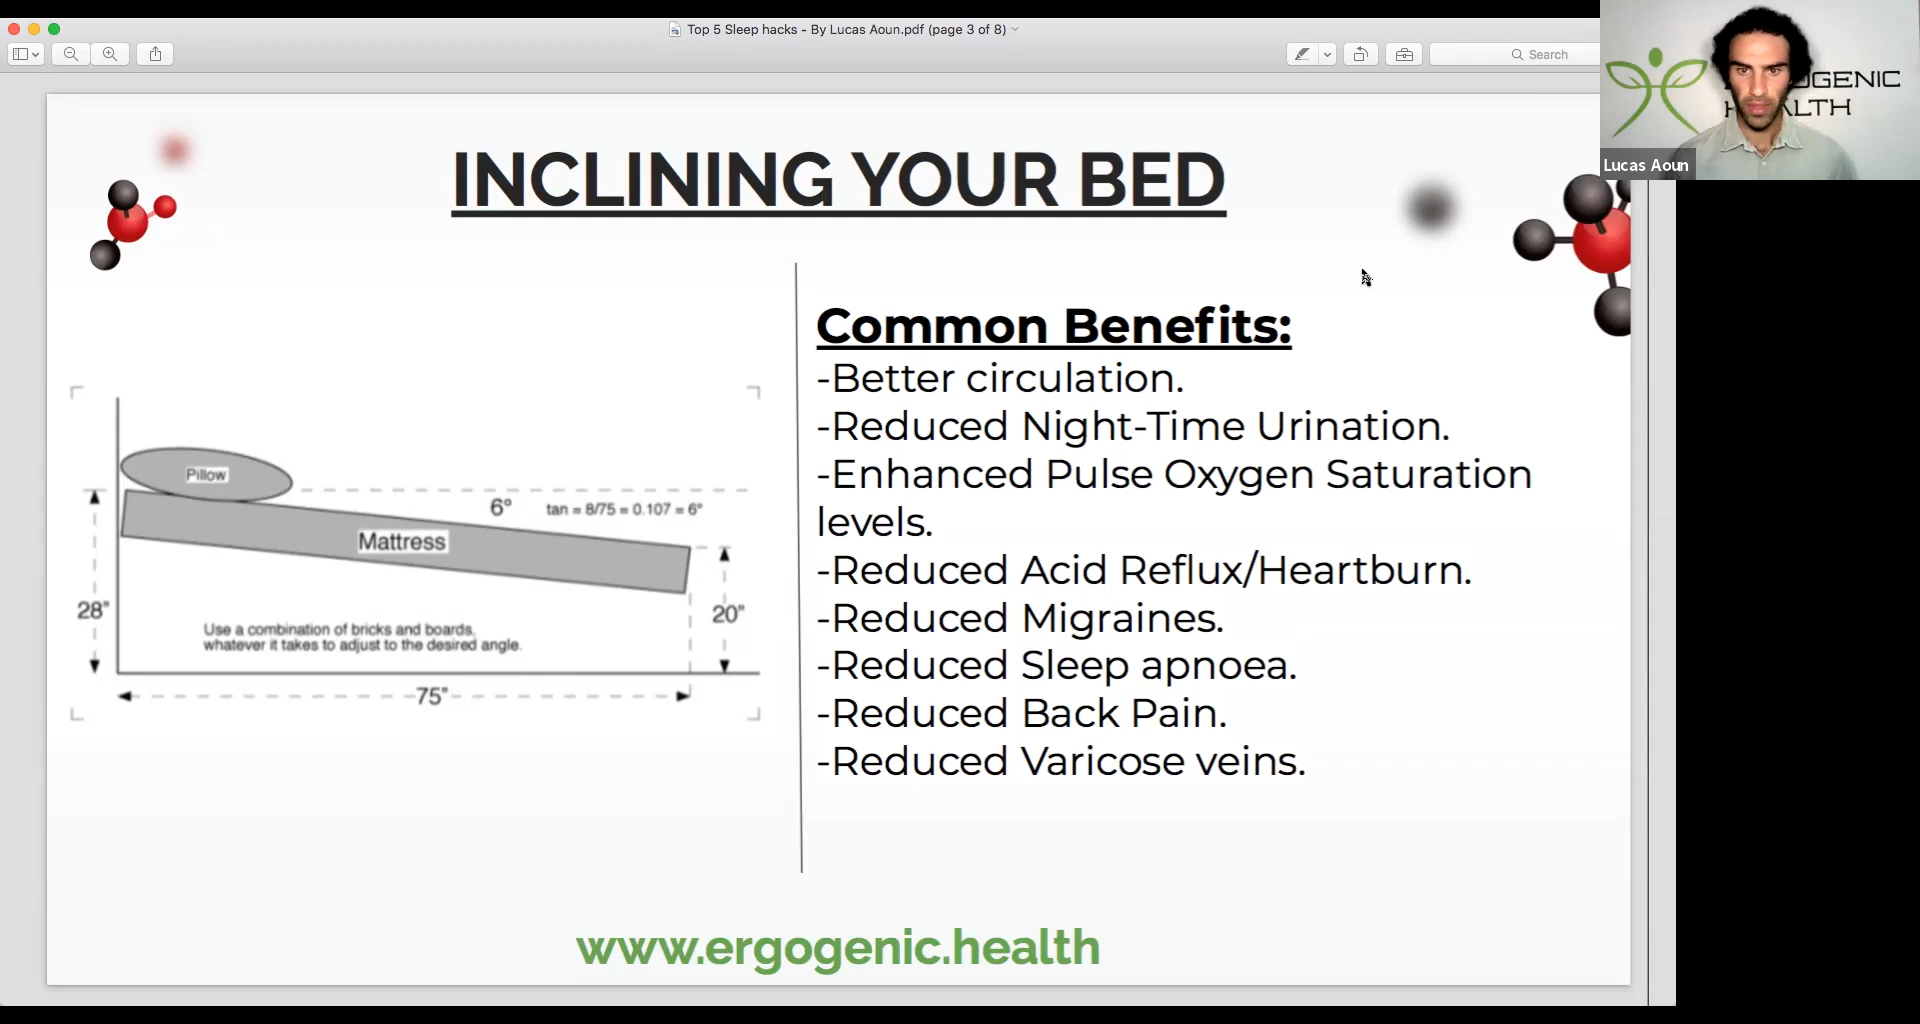 Top 5 Sleep hacks - By Lucas Aoun.pdf (page 3 of 8)
Search
GENIC
LTH
Lucas Aoun
INCLINING YOUR BED
Pillow
6°
tan = 8/75 = 0.107 = 6°
Mattress
28"
20"
Use a combination of bricks and boards,
whatever it takes to adjust to the desired angle.
75"
Common Benefits:
-Better circulation.
-Reduced Night-Time Urination.
-Enhanced Pulse Oxygen Saturation
levels.
-Reduced Acid Reflux/Heartburn.
-Reduced Migraines.
-Reduced Sleep apnoea.
-Reduced Back Pain.
-Reduced Varicose veins.
www.ergogenic.health